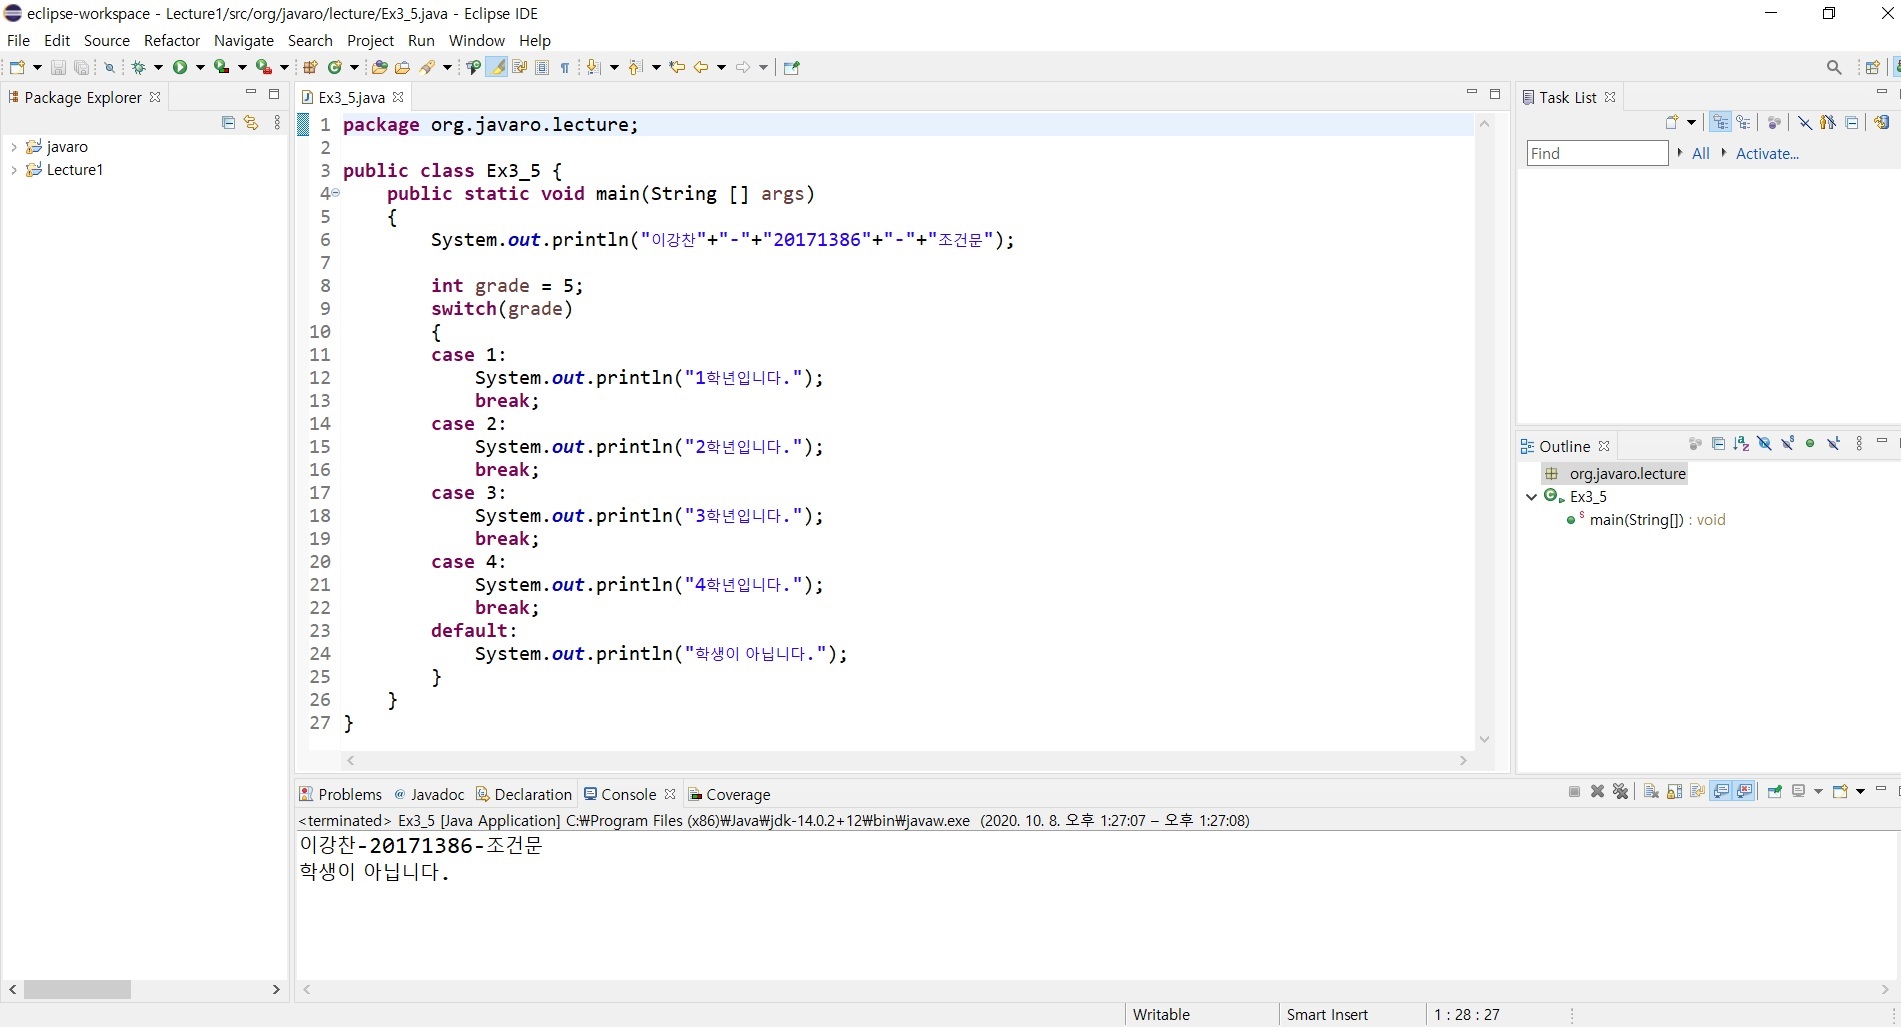 eclipse-workspace - Lecture1/src/org/javaro/lecture/Ex3_5.java - Eclipse IDE
File Edit Source Refactor Navigate Search Project Run Window Help
Package Explorer
javaro
Lecture1
Ex3_5.java
1 package org.javaro.lecture;
2
3 public class Ex3_5 {
4 public static void main(String [] args)
5 {
6 System.out.println("이강찬"+"-"+"20171386"+"-"+"조건문");
7
8 int grade = 5;
9 switch(grade)
10 {
11 case 1:
12 System.out.println("1학년입니다.");
13 break;
14 case 2:
15 System.out.println("2학년입니다.");
16 break;
17 case 3:
18 System.out.println("3학년입니다.");
19 break;
20 case 4:
21 System.out.println("4학년입니다.");
22 break;
23 default:
24 System.out.println("학생이 아닙니다.");
25 }
26 }
27 }
Task List
Find All Activate...
Outline
org.javaro.lecture
Ex3_5
main(String[]) : void
Problems @ Javadoc Declaration Console Coverage
<terminated> Ex3_5 [Java Application] C:₩Program Files (x86)₩Java₩jdk-14.0.2+12₩bin₩javaw.exe (2020. 10. 8. 오후 1:27:07 – 오후 1:27:08)
이강찬-20171386-조건문
학생이 아닙니다.
Writable Smart Insert 1 : 28 : 27